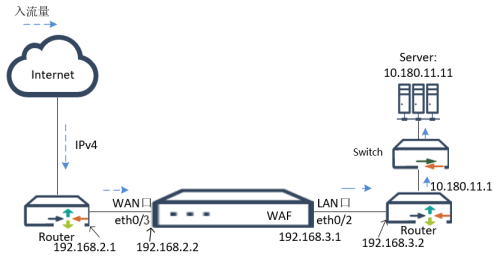 入流量
Internet
IPv4
Server:
10.180.11.11
Switch
10.180.11.1
WAN口
eth0/3
WAF
LAN口
eth0/2
Router
192.168.2.1
192.168.2.2
192.168.3.1
192.168.3.2
Router